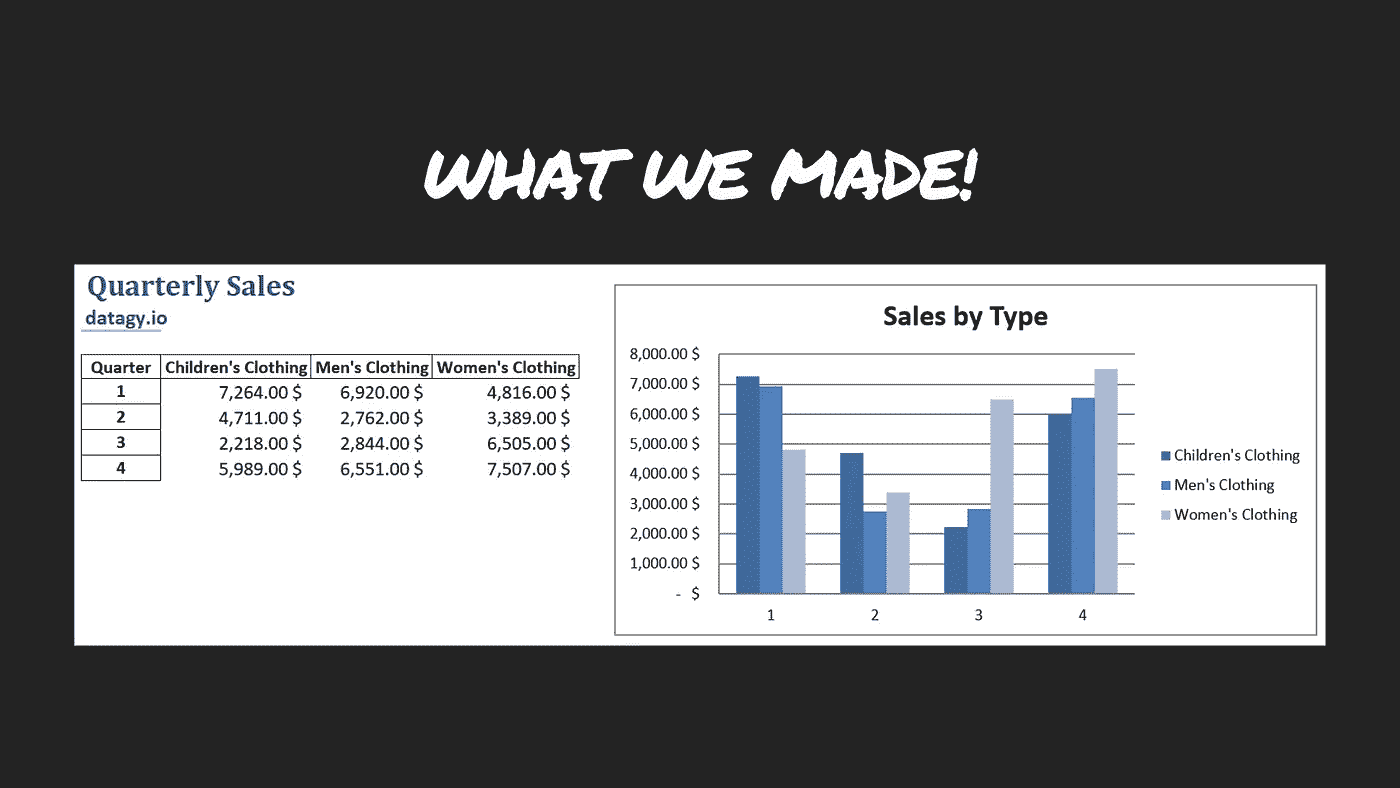 WHAT WE MADE!
Quarterly Sales
datagy.io
Quarter Children's Clothing Men's Clothing Women's Clothing
1 7,264.00 $ 6,920.00 $ 4,816.00 $
2 4,711.00 $ 2,762.00 $ 3,389.00 $
3 2,218.00 $ 2,844.00 $ 6,505.00 $
4 5,989.00 $ 6,551.00 $ 7,507.00 $
Sales by Type
8,000.00 $
7,000.00 $
6,000.00 $
5,000.00 $
4,000.00 $
3,000.00 $
2,000.00 $
1,000.00 $
- $
1 2 3 4
Children's Clothing
Men's Clothing
Women's Clothing